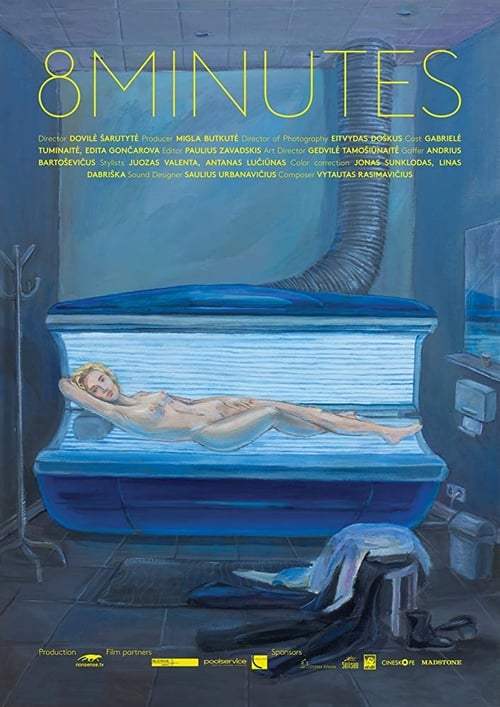 8MINUTES
Director DOVILĖ ŠARUTYTĖ Producer MIGLA BUTKUTĖ Director of Photography EITVYDAS DOŠKUS Cast GABRIELĖ
TUMINAITĖ, EDITA GONČAROVA Editor PAULIUS ZAVADSKIS Art Director GEDVILĖ TAMOŠIŪNAITĖ Gaffer ANDRIUS
BARTOŠEVIČIUS Stylists JUOZAS VALENTA, ANTANAS LUČIŪNAS Color correction JONAS SUNKLODAS, LINAS
DABRIŠKA Sound Designer SAULIUS URBANAVIČIUS Composer VYTAUTAS RASIMAVIČIUS
Production Film partners Sponsors
nonsense.tv poolservice CINESKOPE MADSTONE